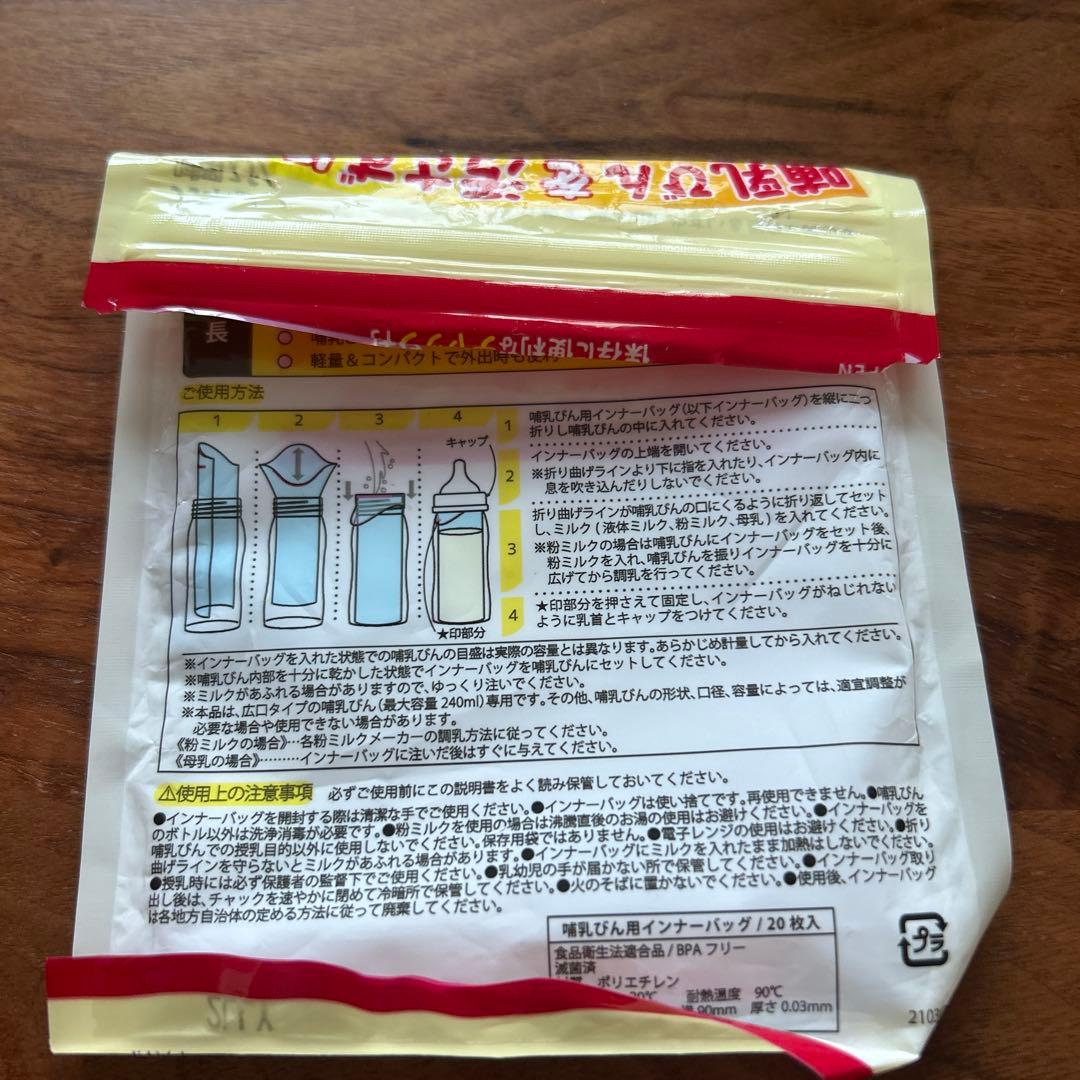 哺乳びんを汚さず
保存に便利なチャック付
OPEN
長
軽量＆コンパクトで外出時も便利
ご使用方法
1 2 3 4
キャップ
★印部分
1 哺乳びん用インナーバッグ(以下インナーバッグ)を縦に二つ
折りし哺乳びんの中に入れてください。
2 インナーバッグの上端を開いてください。
※折り曲げラインより下に指を入れたり、インナーバッグ内に
息を吹き込んだりしないでください。
3 折り曲げラインが哺乳びんの口にくるように折り返してセット
し、ミルク(液体ミルク、粉ミルク、母乳)を入れてください。
※粉ミルクの場合は哺乳びんにインナーバッグをセット後、
粉ミルクを入れ、哺乳びんを振りインナーバッグを十分に
広げてから調乳を行ってください。
4 ★印部分を押さえて固定し、インナーバッグがねじれない
ように乳首とキャップをつけてください。
※インナーバッグを入れた状態での哺乳びんの目盛は実際の容量とは異なります。あらかじめ計量してから入れてください。
※哺乳びん内部を十分に乾かした状態でインナーバッグを哺乳びんにセットしてください。
※ミルクがあふれる場合がありますので、ゆっくり注いでください。
※本品は、広口タイプの哺乳びん(最大容量 240ml)専用です。その他、哺乳びんの形状、口径、容量によっては、適宜調整が
必要な場合や使用できない場合があります。
《粉ミルクの場合》…各粉ミルクメーカーの調乳方法に従ってください。
《母乳の場合》………インナーバッグに注いだ後はすぐに与えてください。
⚠使用上の注意事項 必ずご使用前にこの説明書をよく読み保管しておいてください。
●インナーバッグを開封する際は清潔な手でご使用ください。●インナーバッグは使い捨てです。再使用できません。●哺乳びん
のボトル以外は洗浄消毒が必要です。●粉ミルクを使用の場合は沸騰直後のお湯の使用はお避けください。●インナーバッグを
哺乳びんでの授乳目的以外に使用しないでください。保存用袋ではありません。●電子レンジの使用はお避けください。●折り
曲げラインを守らないとミルクがあふれる場合があります。●インナーバッグにミルクを入れたまま加熱はしないでください。
●授乳時には必ず保護者の監督下でご使用ください。●乳幼児の手が届かない所で保管してください。●インナーバッグ取り
出し後は、チャックを速やかに閉めて冷暗所で保管してください。●火のそばに置かないでください。●使用後、インナーバッグ
は各地方自治体の定める方法に従って廃棄してください。
哺乳びん用インナーバッグ / 20 枚入
食品衛生法適合品 / BPA フリー
滅菌済
ポリエチレン
耐熱温度 90℃
90mm 厚さ 0.03mm
プラ
2103